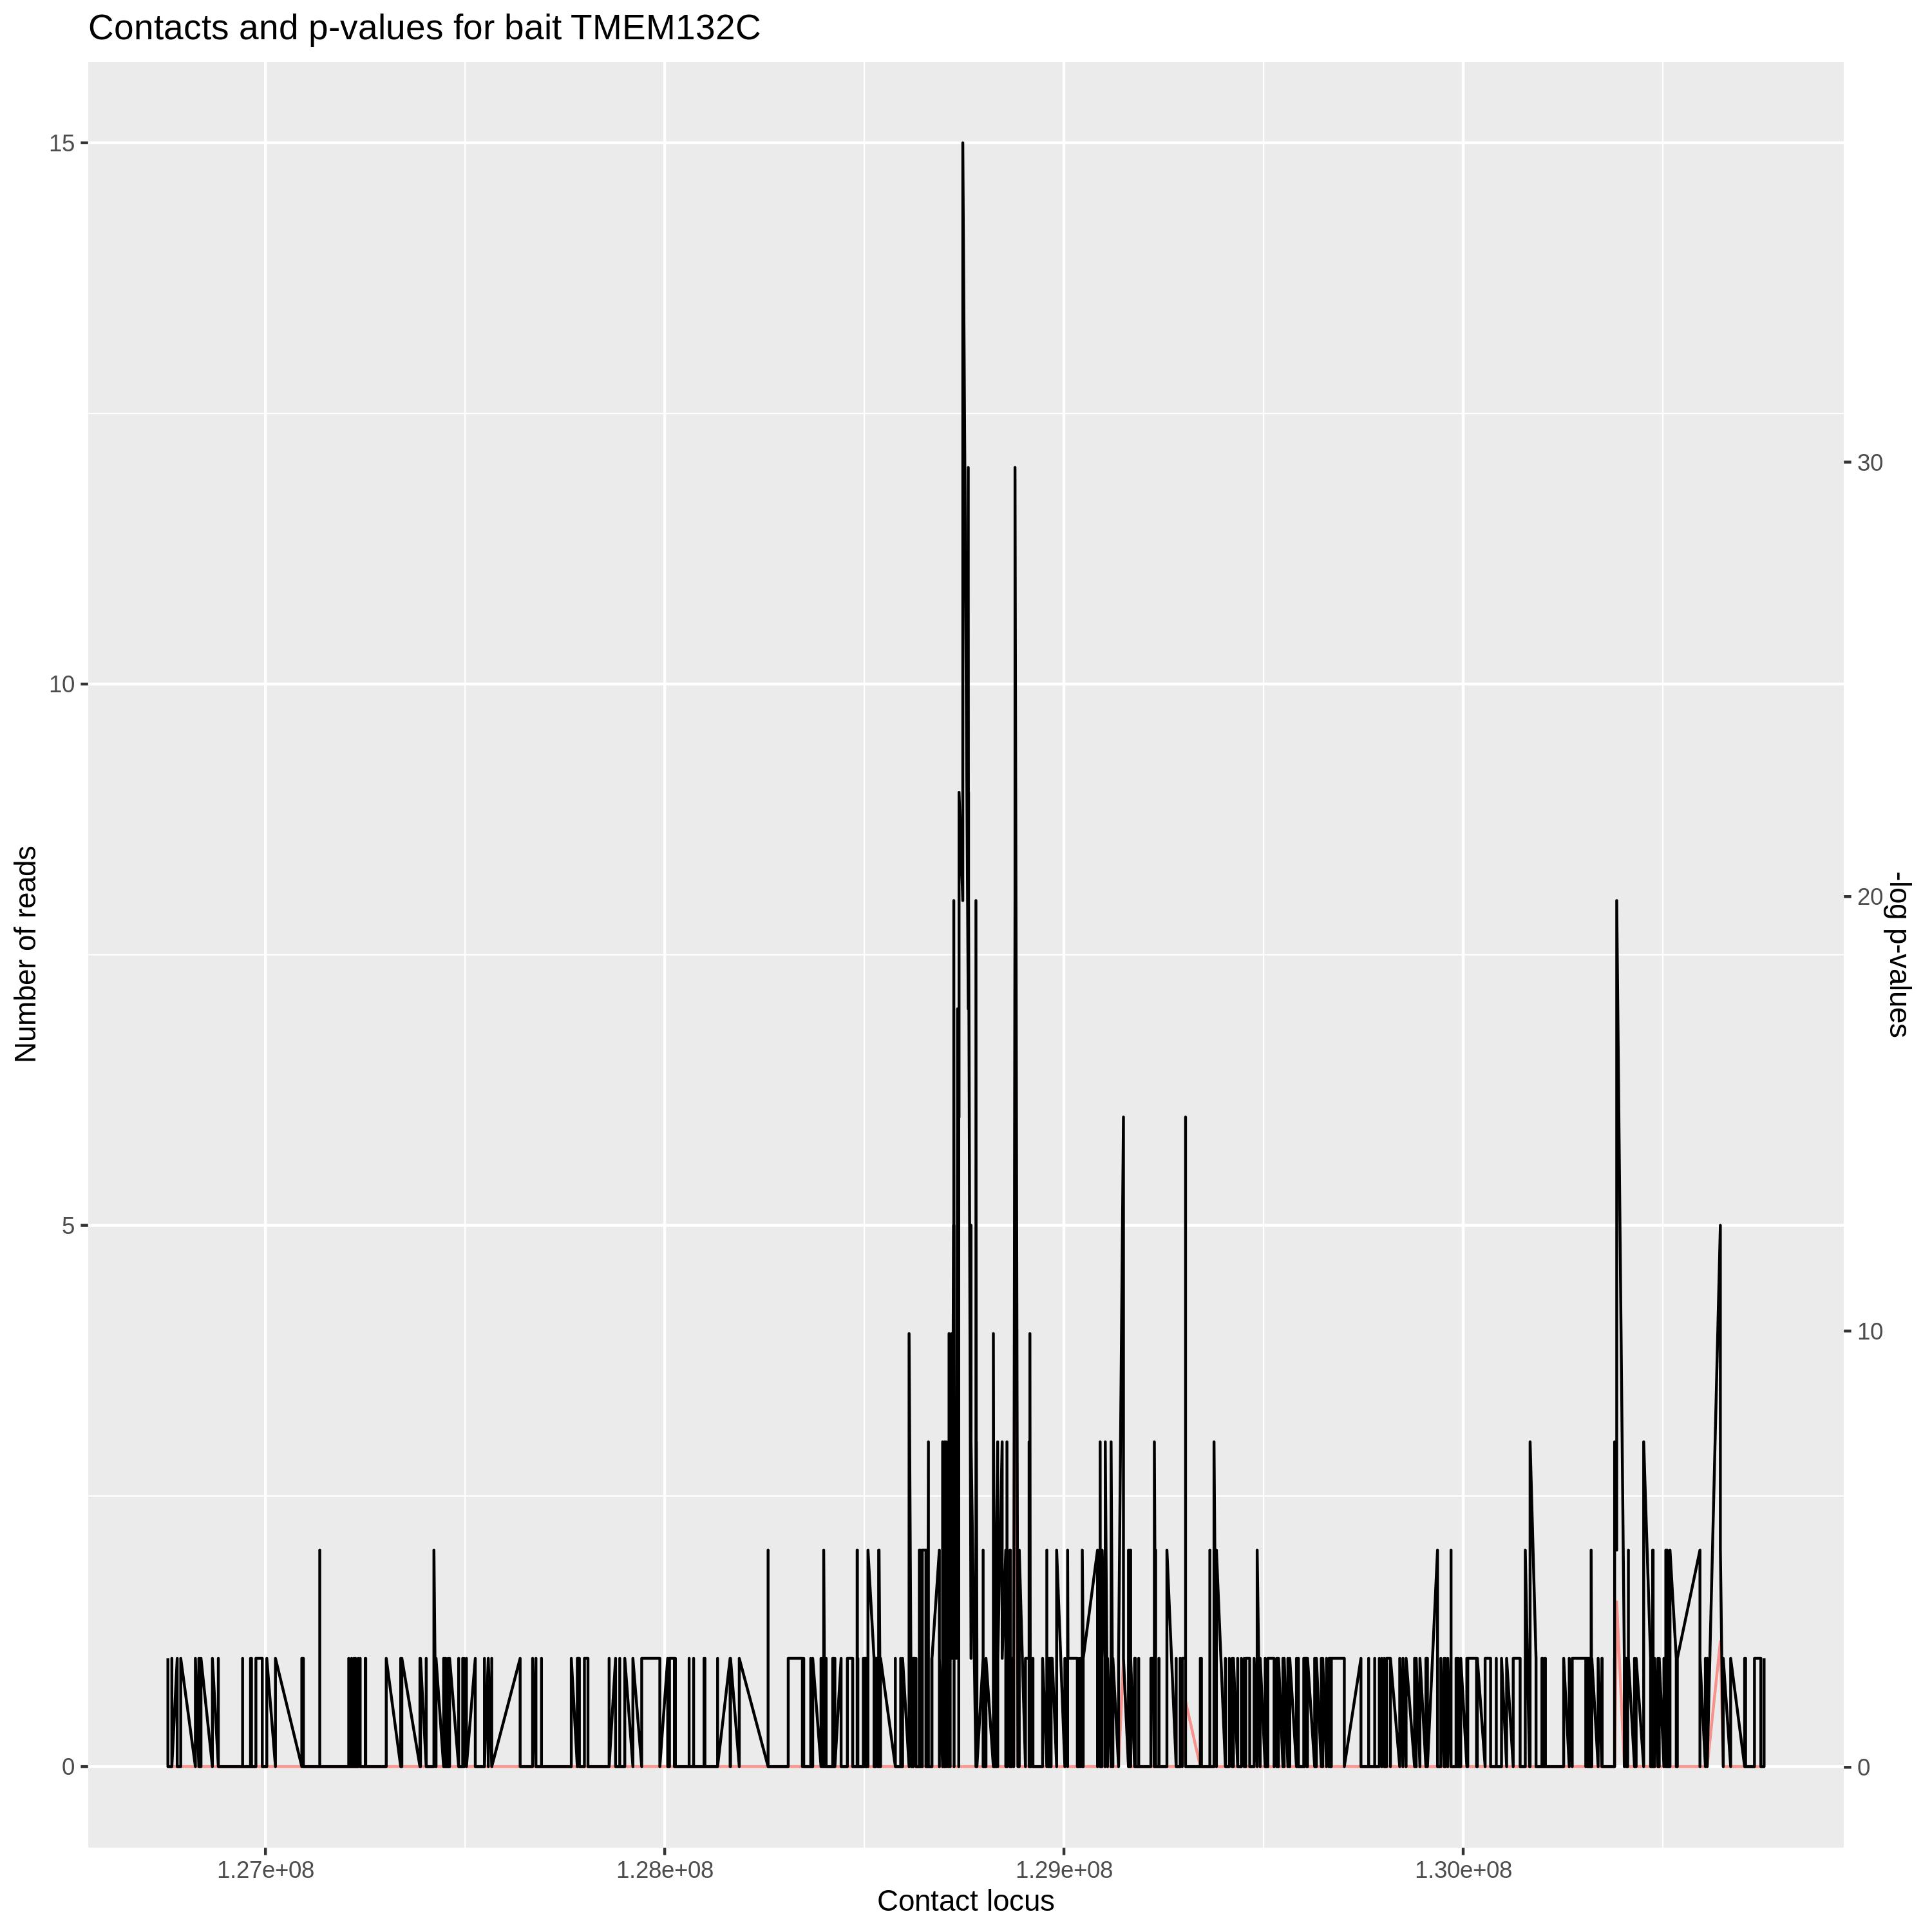 Contacts and p-values for bait TMEM132C
15
10
5
0
Number of reads
30
20
10
0
-log p-values
1.27e+08
1.28e+08
1.29e+08
1.30e+08
Contact locus